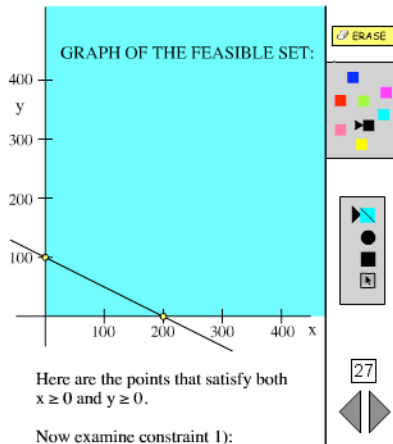 ERASE
GRAPH OF THE FEASIBLE SET:
400
y
300
200
100
100 200 300 400 x
27
Here are the points that satisfy both
x ≥ 0 and y ≥ 0.
Now examine constraint 1):